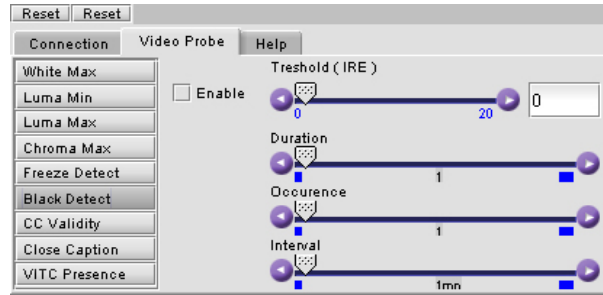 Reset Reset
Connection Video Probe Help
White Max
Luma Min
Luma Max
Chroma Max
Freeze Detect
Black Detect
CC Validity
Close Caption
VITC Presence
Enable
Treshold ( IRE )
0 20 0
Duration
1
Occurence
1
Interval
1mn